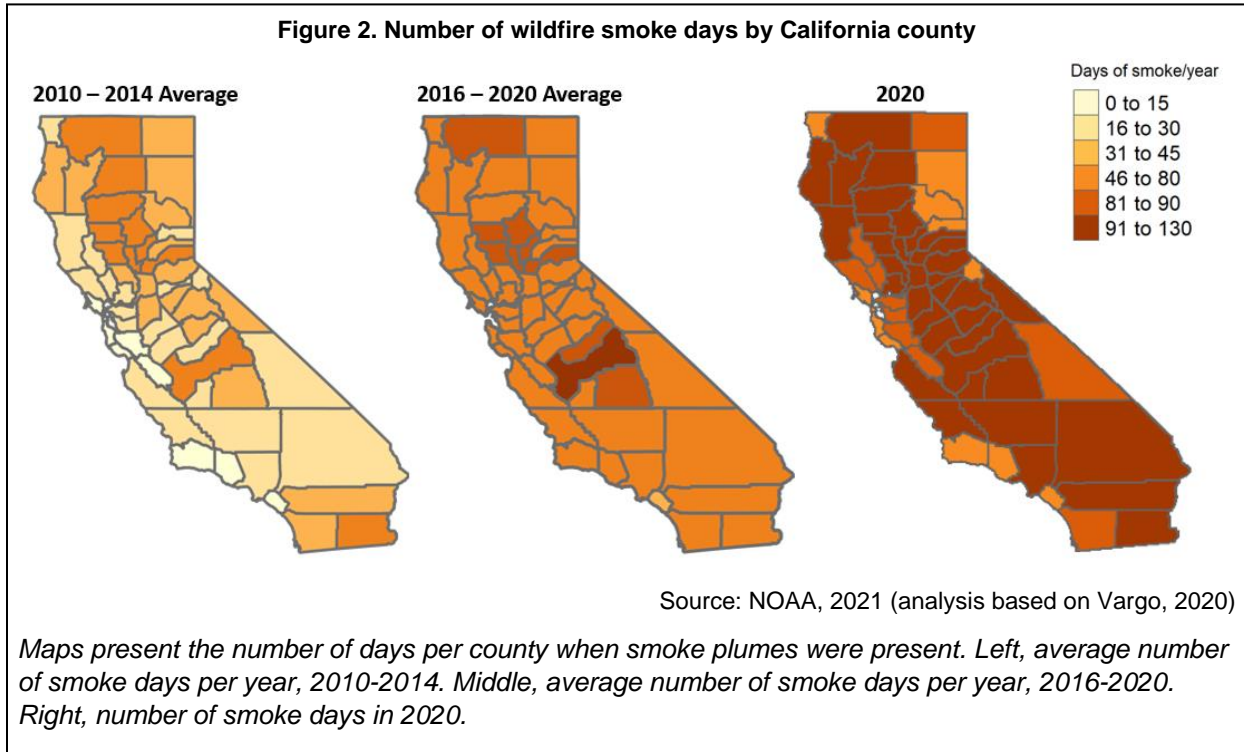 Figure 2. Number of wildfire smoke days by California county
2010 – 2014 Average
2016 – 2020 Average
2020
Days of smoke/year
0 to 15
16 to 30
31 to 45
46 to 80
81 to 90
91 to 130
Source: NOAA, 2021 (analysis based on Vargo, 2020)
Maps present the number of days per county when smoke plumes were present. Left, average number
of smoke days per year, 2010-2014. Middle, average number of smoke days per year, 2016-2020.
Right, number of smoke days in 2020.